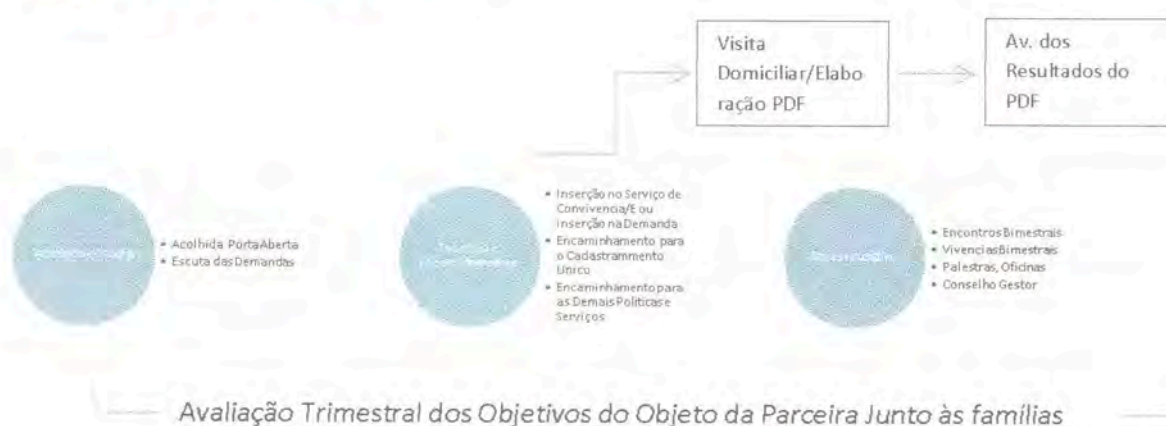 Visita
Domiciliar/Elabo
ração PDF
Av. dos
Resultados do
PDF
• Acolhida PortaAberta
• Escuta das Demandas
• Inserção no Serviço de
Convivencia/E ou
Inserção na Demanda
• Encaminhamento para
o Cadastrammento
Unico
• Encaminhamento para
as Demais Politicas e
Serviços
• Encontros Bimestrais
• Vivencias Bimestrais
• Palestras, Oficinas
• Conselho Gestor
Avaliação Trimestral dos Objetivos do Objeto da Parceira Junto às famílias